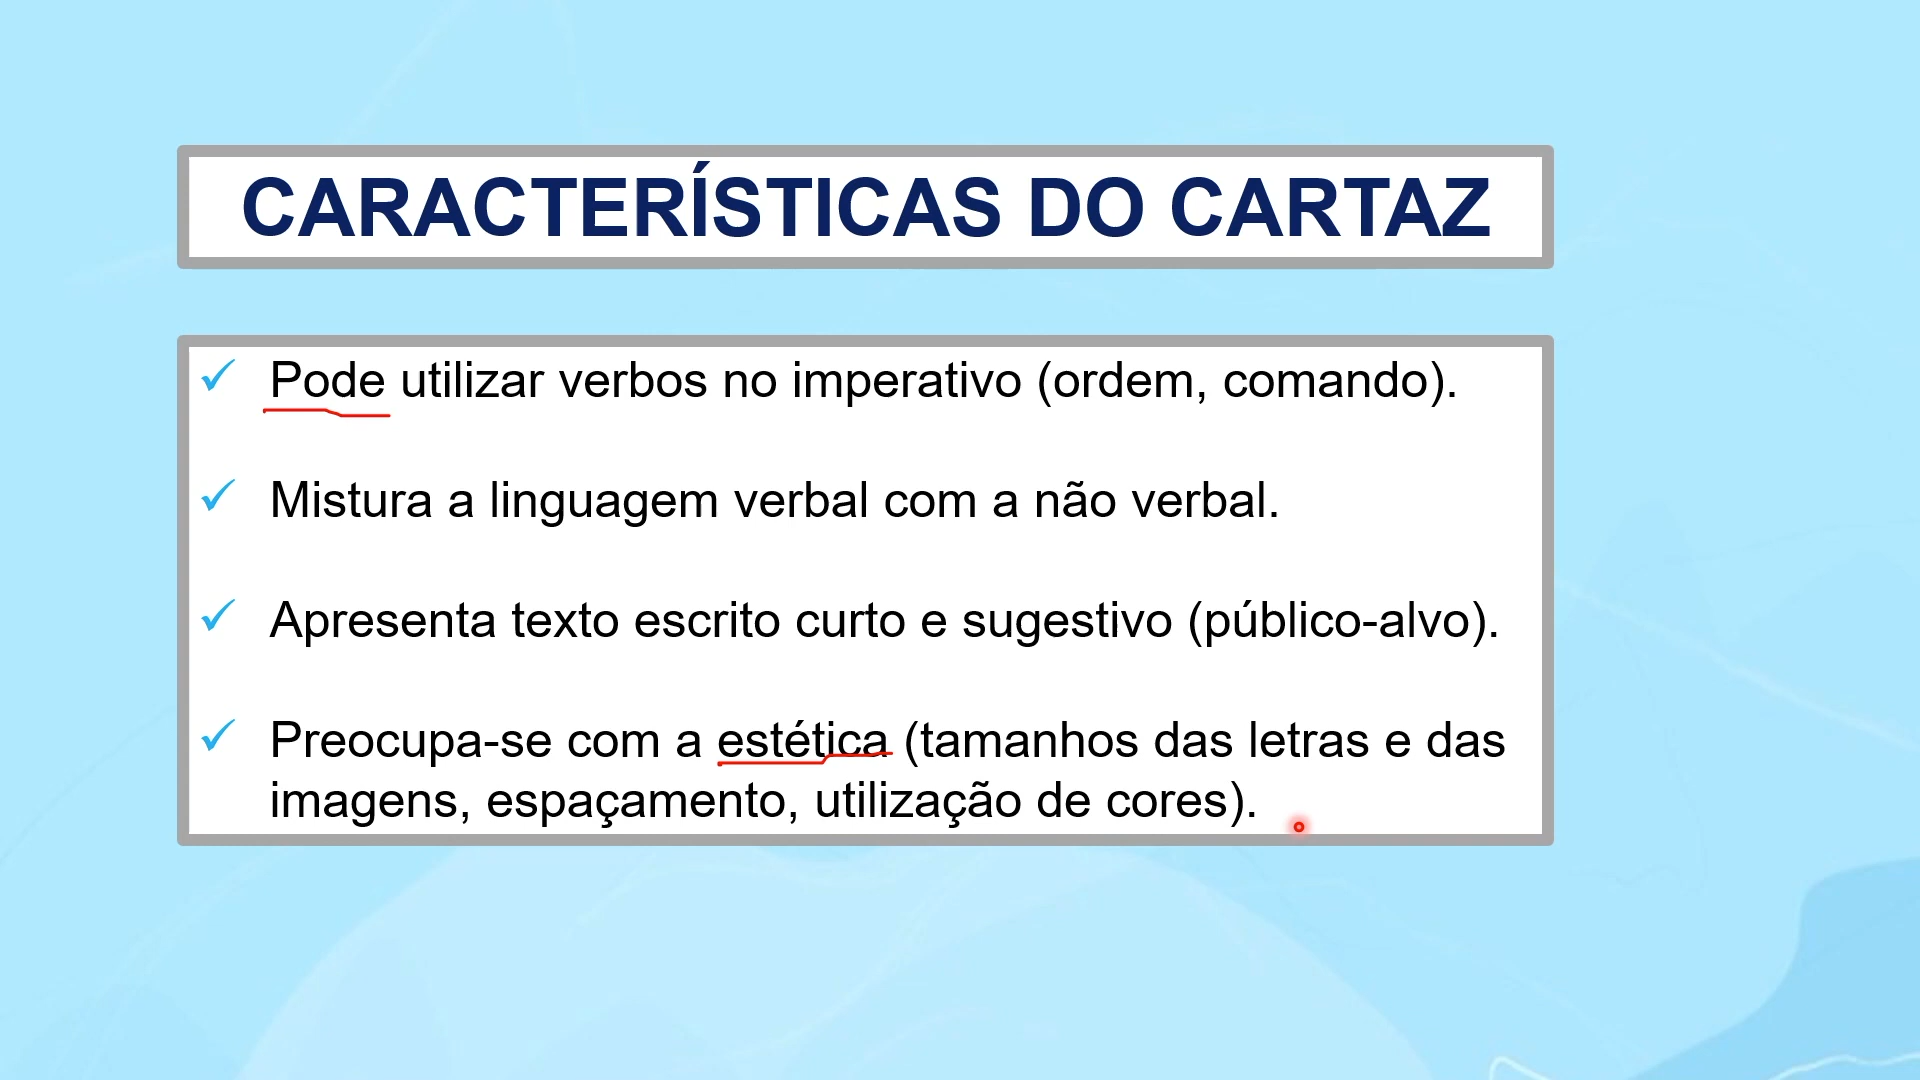 CARACTERÍSTICAS DO CARTAZ
Pode utilizar verbos no imperativo (ordem, comando).
Mistura a linguagem verbal com a não verbal.
Apresenta texto escrito curto e sugestivo (público-alvo).
Preocupa-se com a estética (tamanhos das letras e das
imagens, espaçamento, utilização de cores).